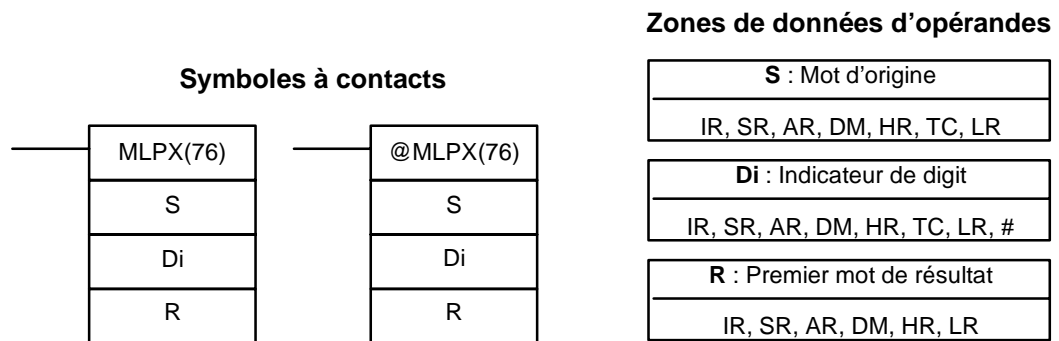 Zones de données d’opérandes
Symboles à contacts
S : Mot d’origine
IR, SR, AR, DM, HR, TC, LR
MLPX(76)
@MLPX(76)
Di : Indicateur de digit
S
S
IR, SR, AR, DM, HR, TC, LR, #
Di
Di
R : Premier mot de résultat
R
R
IR, SR, AR, DM, HR, LR